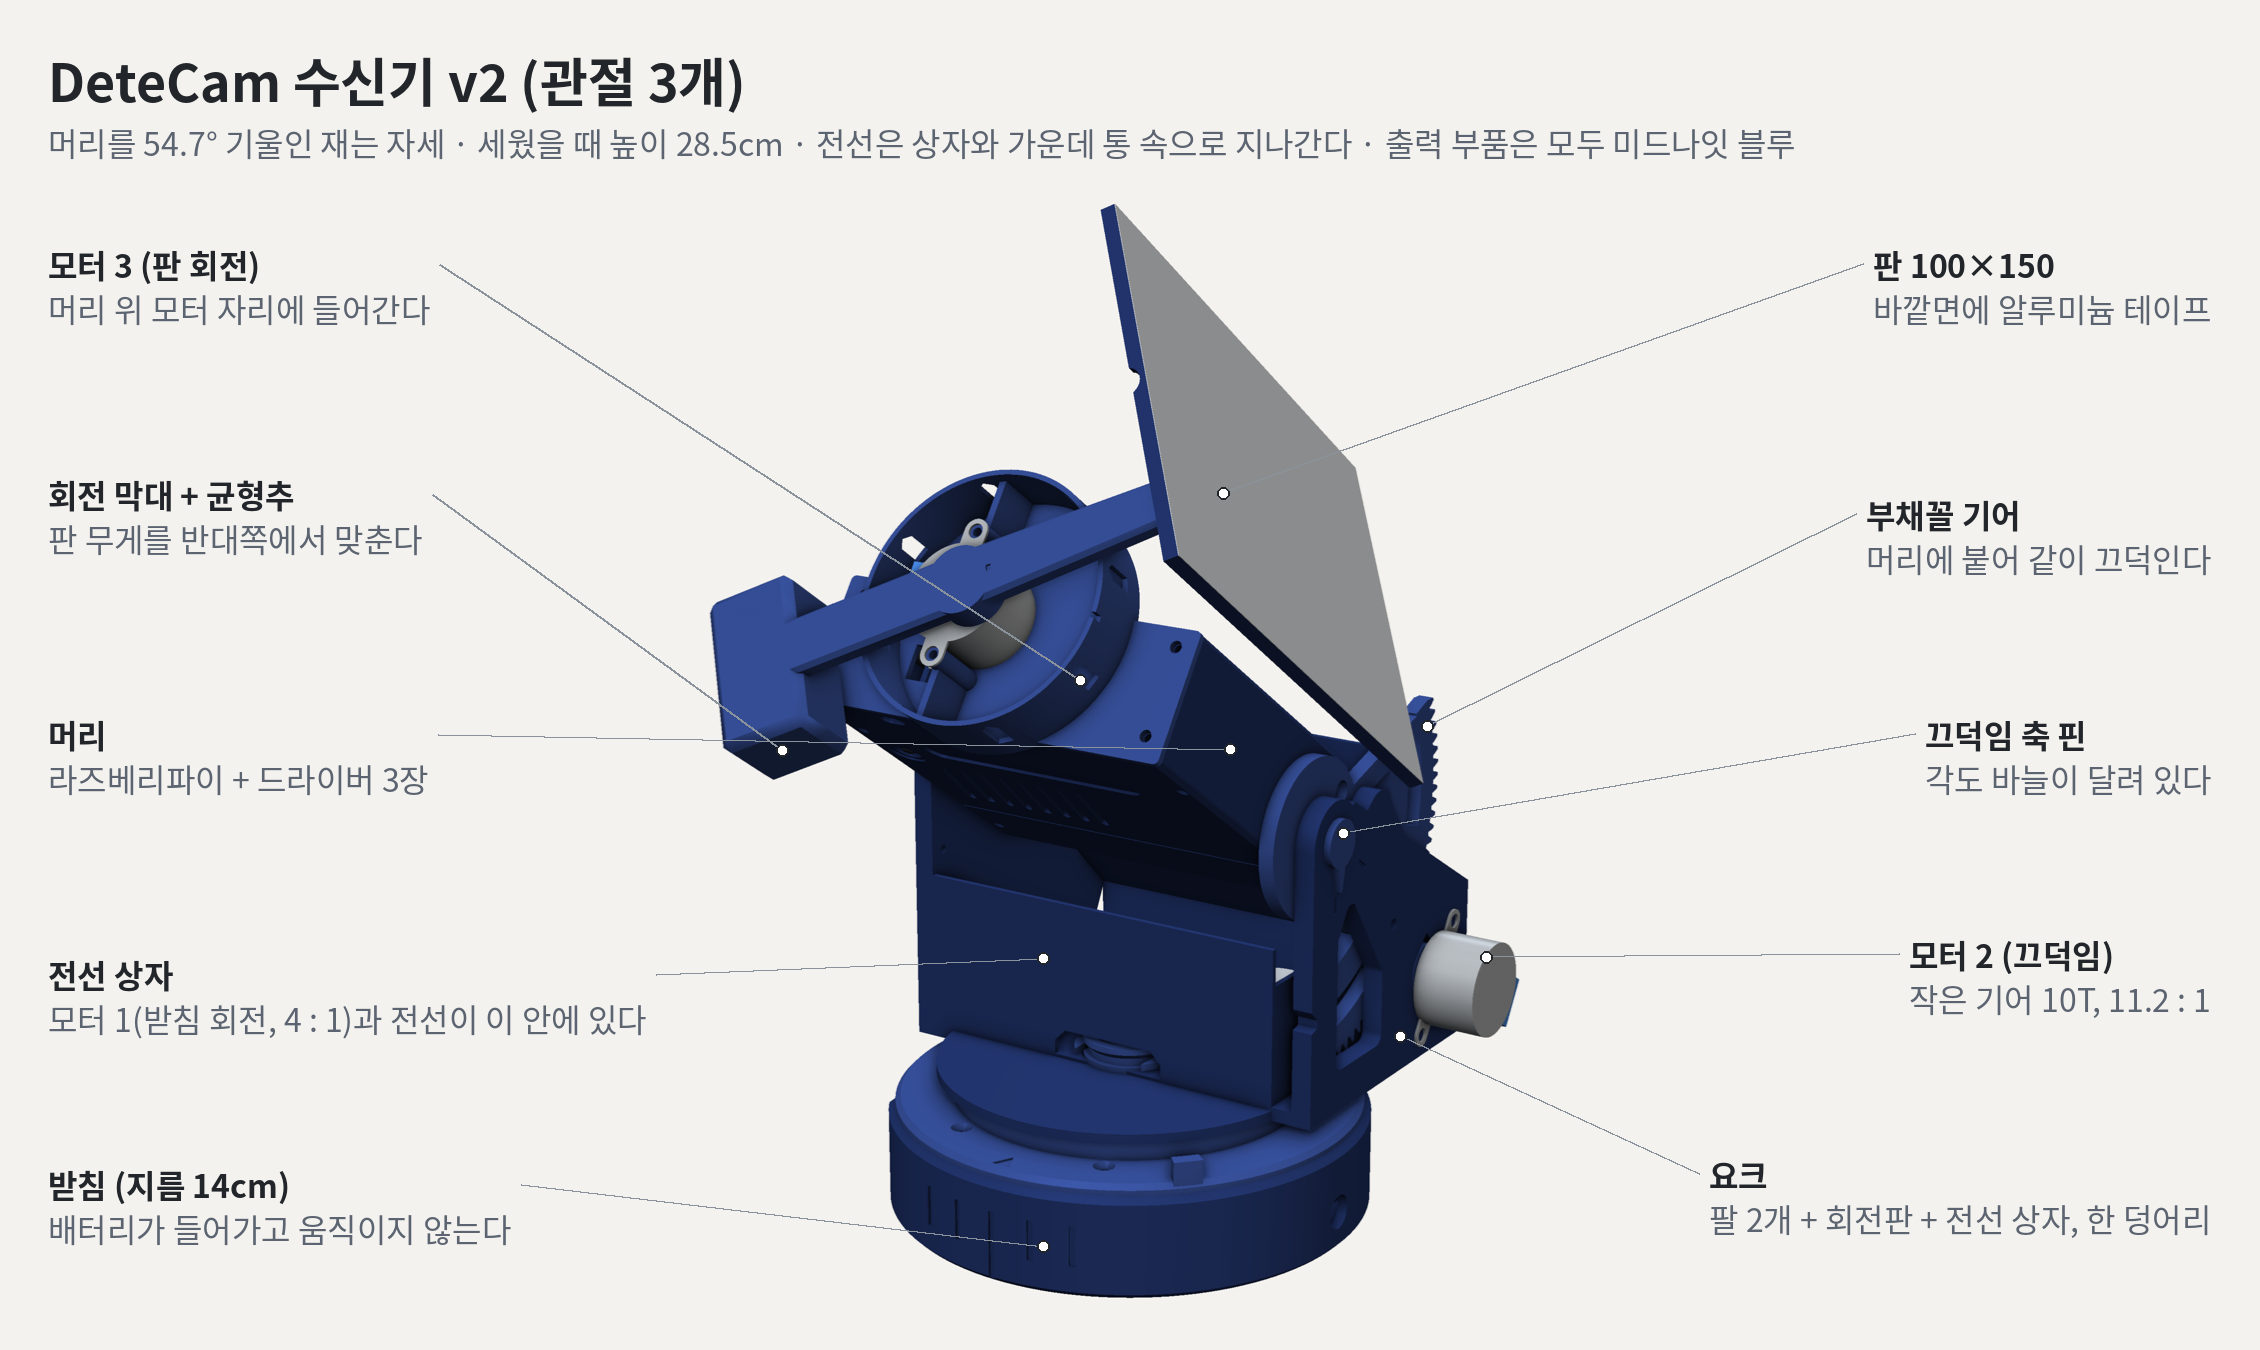 DeteCam 수신기 v2 (관절 3개)
머리를 54.7° 기울인 재는 자세 · 세웠을 때 높이 28.5cm · 전선은 상자와 가운데 통 속으로 지나간다 · 출력 부품은 모두 미드나잇 블루
모터 3 (판 회전)
머리 위 모터 자리에 들어간다
회전 막대 + 균형추
판 무게를 반대쪽에서 맞춘다
머리
라즈베리파이 + 드라이버 3장
전선 상자
모터 1(받침 회전, 4 : 1)과 전선이 이 안에 있다
받침 (지름 14cm)
배터리가 들어가고 움직이지 않는다
판 100×150
바깥면에 알루미늄 테이프
부채꼴 기어
머리에 붙어 같이 끄덕인다
끄덕임 축 핀
각도 바늘이 달려 있다
모터 2 (끄덕임)
작은 기어 10T, 11.2 : 1
요크
팔 2개 + 회전판 + 전선 상자, 한 덩어리